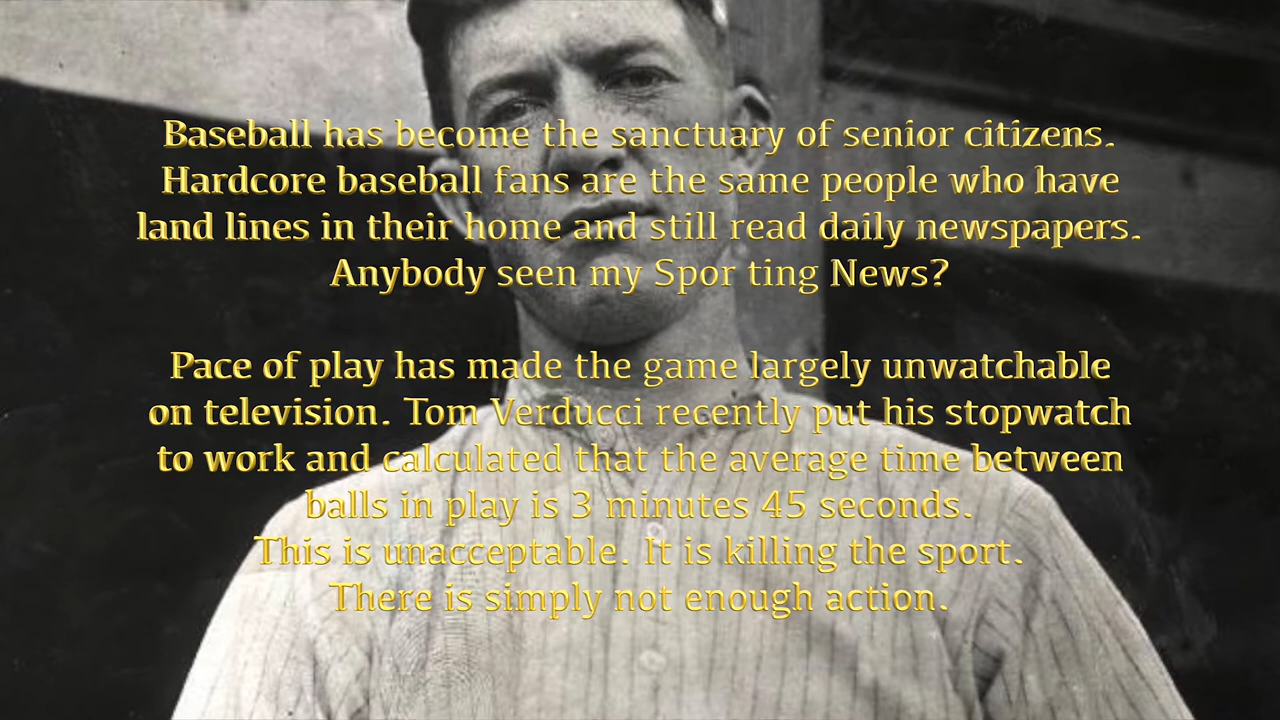 Baseball has become the sanctuary of senior citizens.
Hardcore baseball fans are the same people who have
land lines in their home and still read daily newspapers.
Anybody seen my Spor ting News?
Pace of play has made the game largely unwatchable
on television. Tom Verducci recently put his stopwatch
to work and calculated that the average time between
balls in play is 3 minutes 45 seconds.
This is unacceptable. It is killing the sport.
There is simply not enough action.